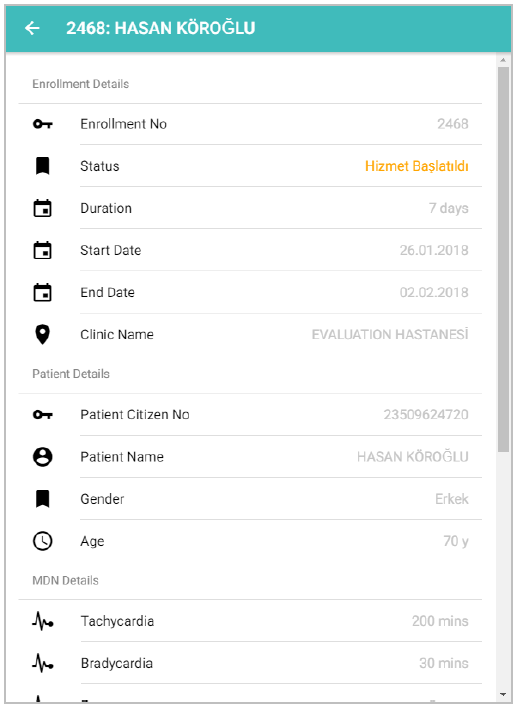 2468: HASAN KÖROĞLU
Enrollment Details
Enrollment No 2468
Status Hizmet Başlatıldı
Duration 7 days
Start Date 26.01.2018
End Date 02.02.2018
Clinic Name EVALUATION HASTANESİ
Patient Details
Patient Citizen No 23509624720
Patient Name HASAN KÖROĞLU
Gender Erkek
Age 70 y
MDN Details
Tachycardia 200 mins
Bradycardia 30 mins